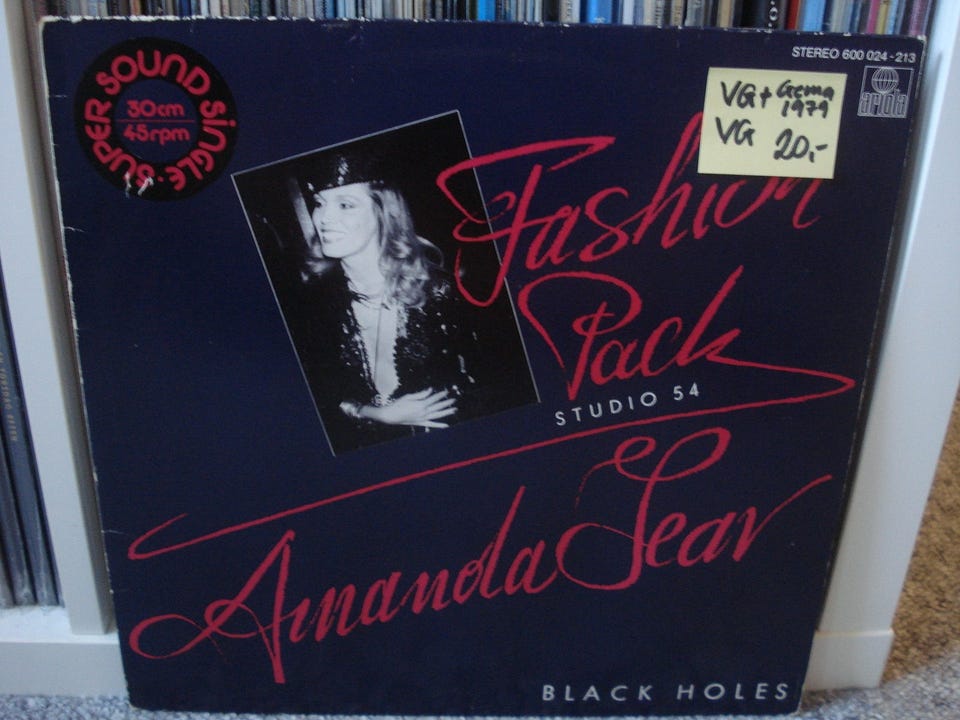 SUPER SOUND SINGLE ·
30cm
45rpm
STEREO 600 024-213
ariola
VG+ Gema
1979
VG 20,-
Fashion
Pack
STUDIO 54
Amanda Lear
BLACK HOLES